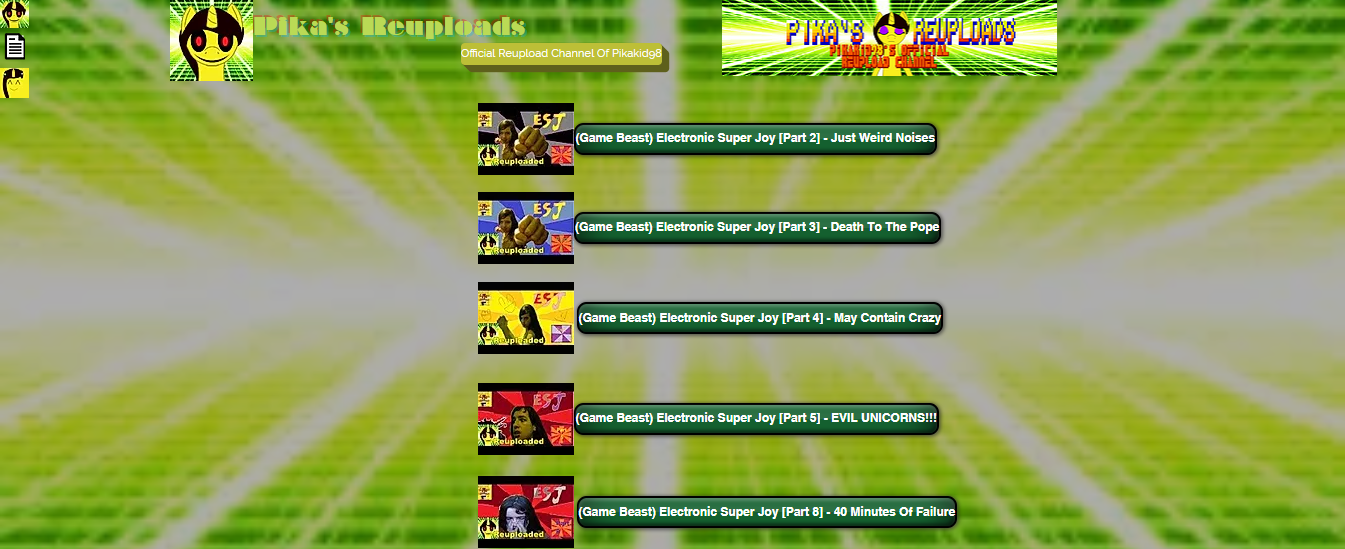 Pika's Reuploads
Official Reupload Channel Of Pikakid98
PIKA'S REUPLOADS
PIKAKID98'S OFFICIAL
REUPLOAD CHANNEL
ESJ
Reuploaded
(Game Beast) Electronic Super Joy [Part 2] - Just Weird Noises
ESJ
Reuploaded
(Game Beast) Electronic Super Joy [Part 3] - Death To The Pope
ESJ
Reuploaded
(Game Beast) Electronic Super Joy [Part 4] - May Contain Crazy
ESJ
Reuploaded
(Game Beast) Electronic Super Joy [Part 5] - EVIL UNICORNS!!!
ESJ
Reuploaded
(Game Beast) Electronic Super Joy [Part 8] - 40 Minutes Of Failure